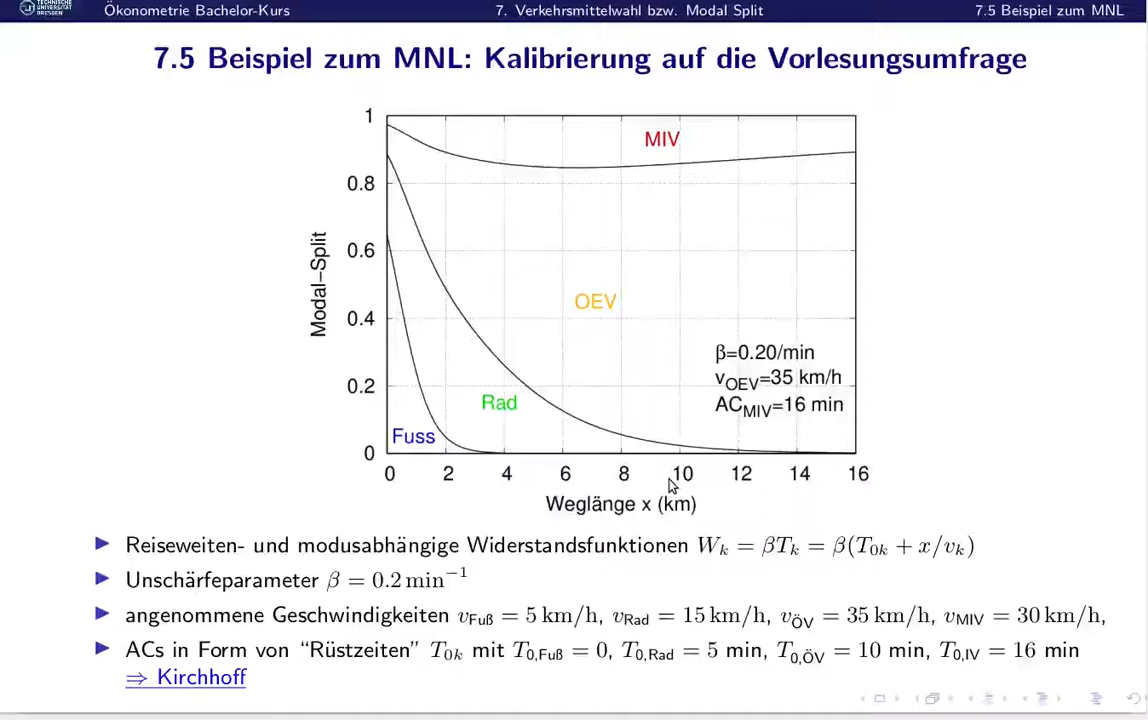 TECHNISCHE
UNIVERSITÄT
DRESDEN
Ökonometrie Bachelor-Kurs
7. Verkehrsmittelwahl bzw. Modal Split
7.5 Beispiel zum MNL
7.5 Beispiel zum MNL: Kalibrierung auf die Vorlesungsumfrage
1
0.8
0.6
0.4
0.2
0
Modal–Split
MIV
OEV
Rad
Fuss
β=0.20/min
v_OEV=35 km/h
AC_MIV=16 min
0 2 4 6 8 10 12 14 16
Weglänge x (km)
Reiseweiten- und modusabhängige Widerstandsfunktionen W_k = βT_k = β(T_0k + x/v_k)
Unschärfeparameter β = 0.2 min⁻¹
angenommene Geschwindigkeiten v_Fuß = 5 km/h, v_Rad = 15 km/h, v_ÖV = 35 km/h, v_MIV = 30 km/h,
ACs in Form von “Rüstzeiten” T_0k mit T_0,Fuß = 0, T_0,Rad = 5 min, T_0,ÖV = 10 min, T_0,IV = 16 min
⇒ Kirchhoff